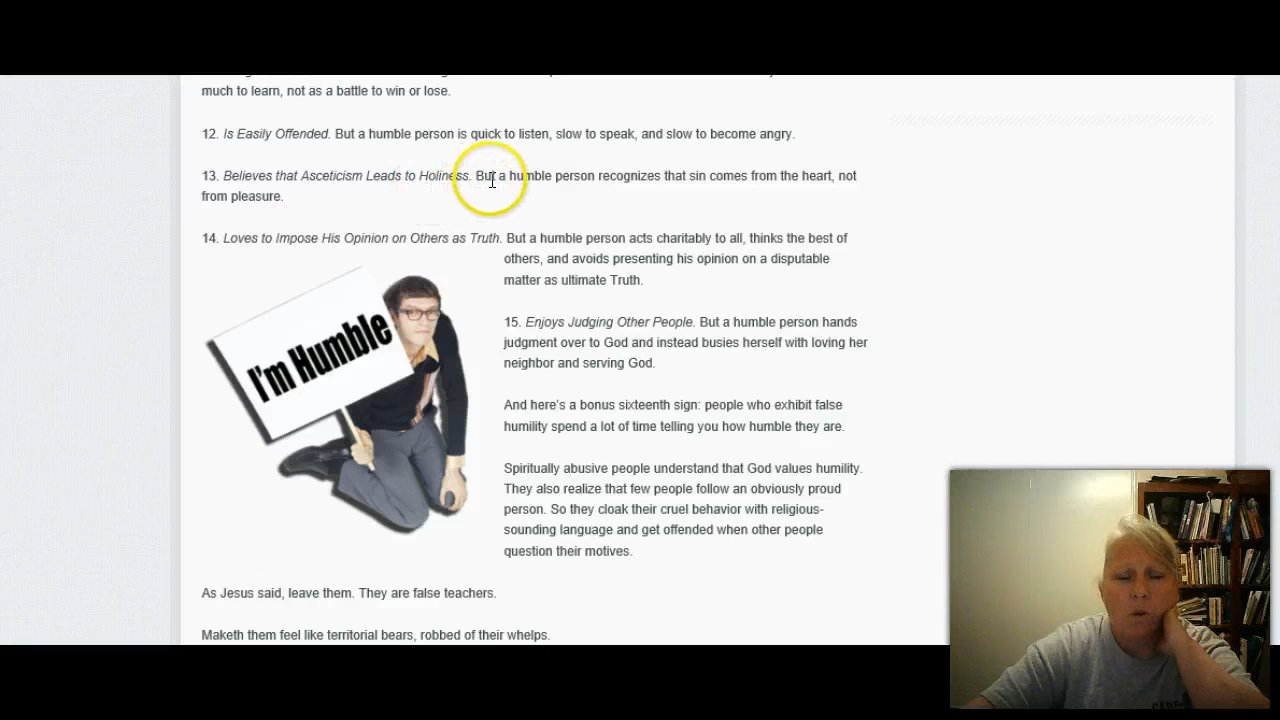 much to learn, not as a battle to win or lose.
12. Is Easily Offended. But a humble person is quick to listen, slow to speak, and slow to become angry.
13. Believes that Asceticism Leads to Holiness. But a humble person recognizes that sin comes from the heart, not
from pleasure.
14. Loves to Impose His Opinion on Others as Truth. But a humble person acts charitably to all, thinks the best of
others, and avoids presenting his opinion on a disputable
matter as ultimate Truth.
I'm Humble
15. Enjoys Judging Other People. But a humble person hands
judgment over to God and instead busies herself with loving her
neighbor and serving God.
And here's a bonus sixteenth sign: people who exhibit false
humility spend a lot of time telling you how humble they are.
Spiritually abusive people understand that God values humility.
They also realize that few people follow an obviously proud
person. So they cloak their cruel behavior with religious-
sounding language and get offended when other people
question their motives.
As Jesus said, leave them. They are false teachers.
Maketh them feel like territorial bears, robbed of their whelps.